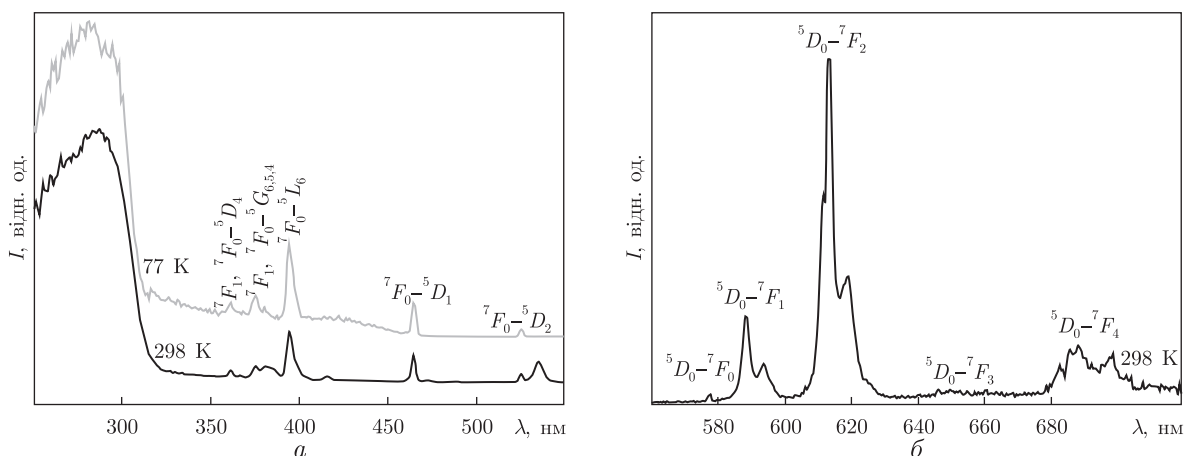 I, відн. од.
77 K
298 K
⁷F₁, ⁷F₀–⁵D₄
⁷F₁, ⁷F₀–⁵G₆,₅,₄
⁷F₀–⁵L₆
⁷F₀–⁵D₁
⁷F₀–⁵D₂
300 350 400 450 500 λ, нм
а
I, відн. од.
⁵D₀–⁷F₀
⁵D₀–⁷F₁
⁵D₀–⁷F₂
⁵D₀–⁷F₃
⁵D₀–⁷F₄
298 K
580 600 620 640 660 680 λ, нм
б